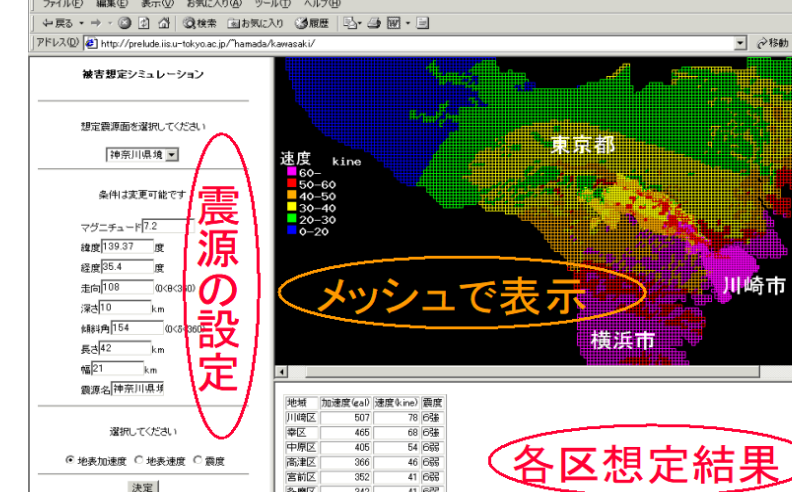 ファイル(F) 編集(E) 表示(V) お気に入り(A) ツール(T) ヘルプ(H)
戻る 検索 お気に入り 履歴
アドレス(D) http://prelude.iis.u-tokyo.ac.jp/~hamada/kawasaki/ 移動
被害想定シミュレーション
想定震源面を選択してください
神奈川県境
条件は変更可能です
マグニチュード 7.2
緯度 139.37 度
経度 35.4 度
走向 108 (0<θ<360)
深さ 10 km
傾斜角 154 (0<δ<360)
長さ 42 km
幅 21 km
震源名 神奈川県境
選択してください
地表加速度 地表速度 震度
決定
震源の設定
速度 kine
60-
50-60
40-50
30-40
20-30
0-20
東京都
川崎市
横浜市
メッシュで表示
地域 加速度(gal) 速度(kine) 震度
川崎区 507 78 6強
幸区 465 68 6強
中原区 405 54 6弱
高津区 366 46 6弱
宮前区 352 41 6弱
多摩区 342 41 6弱
各区想定結果